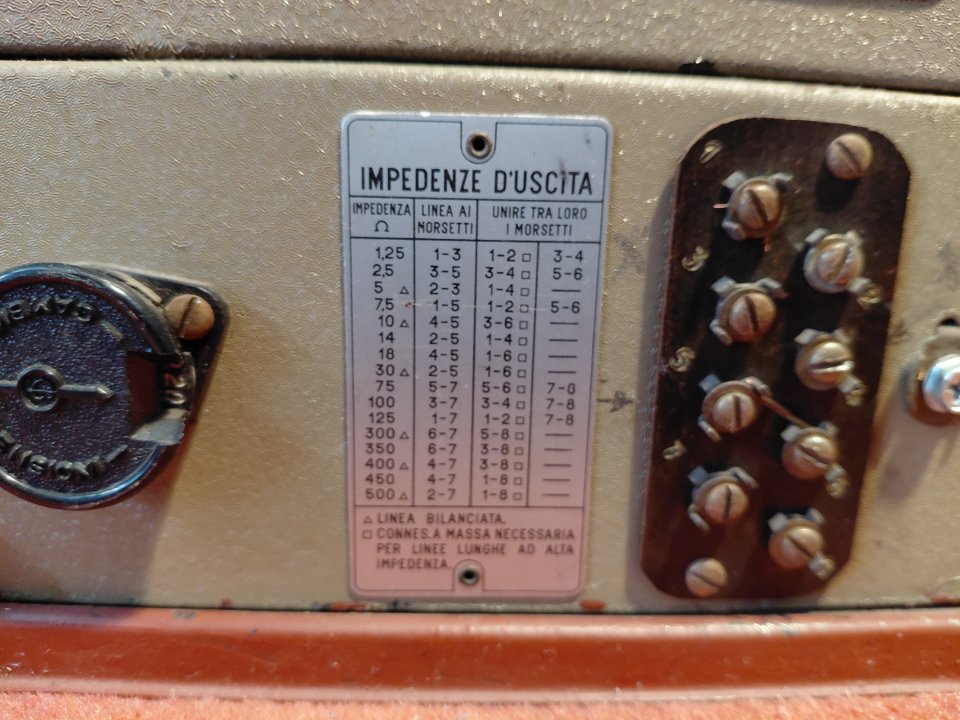 IMPEDENZE D'USCITA
IMPEDENZA Ω LINEA AI MORSETTI UNIRE TRA LORO I MORSETTI
1,25 1-3 1-2 □ 3-4
2,5 3-5 3-4 □ 5-6
5 △ 2-3 1-4 □ —
7,5 1-5 1-2 □ 5-6
10 △ 4-5 3-6 □ —
14 2-5 1-4 □ —
18 4-5 1-6 □ —
30 △ 2-5 1-6 □ —
75 5-7 5-6 □ 7-8
100 3-7 3-4 □ 7-8
125 1-7 1-2 □ 7-8
300 △ 6-7 5-8 □ —
350 6-7 3-8 □ —
400 △ 4-7 3-8 □ —
450 4-7 1-8 □ —
500 △ 2-7 1-8 □ —
△ LINEA BILANCIATA.
□ CONNES. A MASSA NECESSARIA
PER LINEE LUNGHE AD ALTA
IMPEDENZA.
CAMBIO
TENSIONI
120
3
5
7